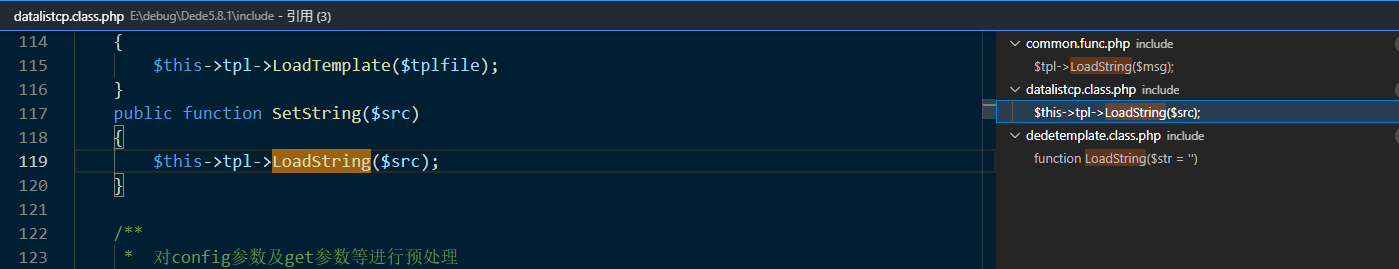 datalistcp.class.php E:\debug\Dede5.8.1\include - 引用 (3)
114 {
115 $this->tpl->LoadTemplate($tplfile);
116 }
117 public function SetString($src)
118 {
119 $this->tpl->LoadString($src);
120 }
121
122 /**
123 * 对config参数及get参数等进行预处理
common.func.php include
$tpl->LoadString($msg);
datalistcp.class.php include
$this->tpl->LoadString($src);
dedetemplate.class.php include
function LoadString($str = '')